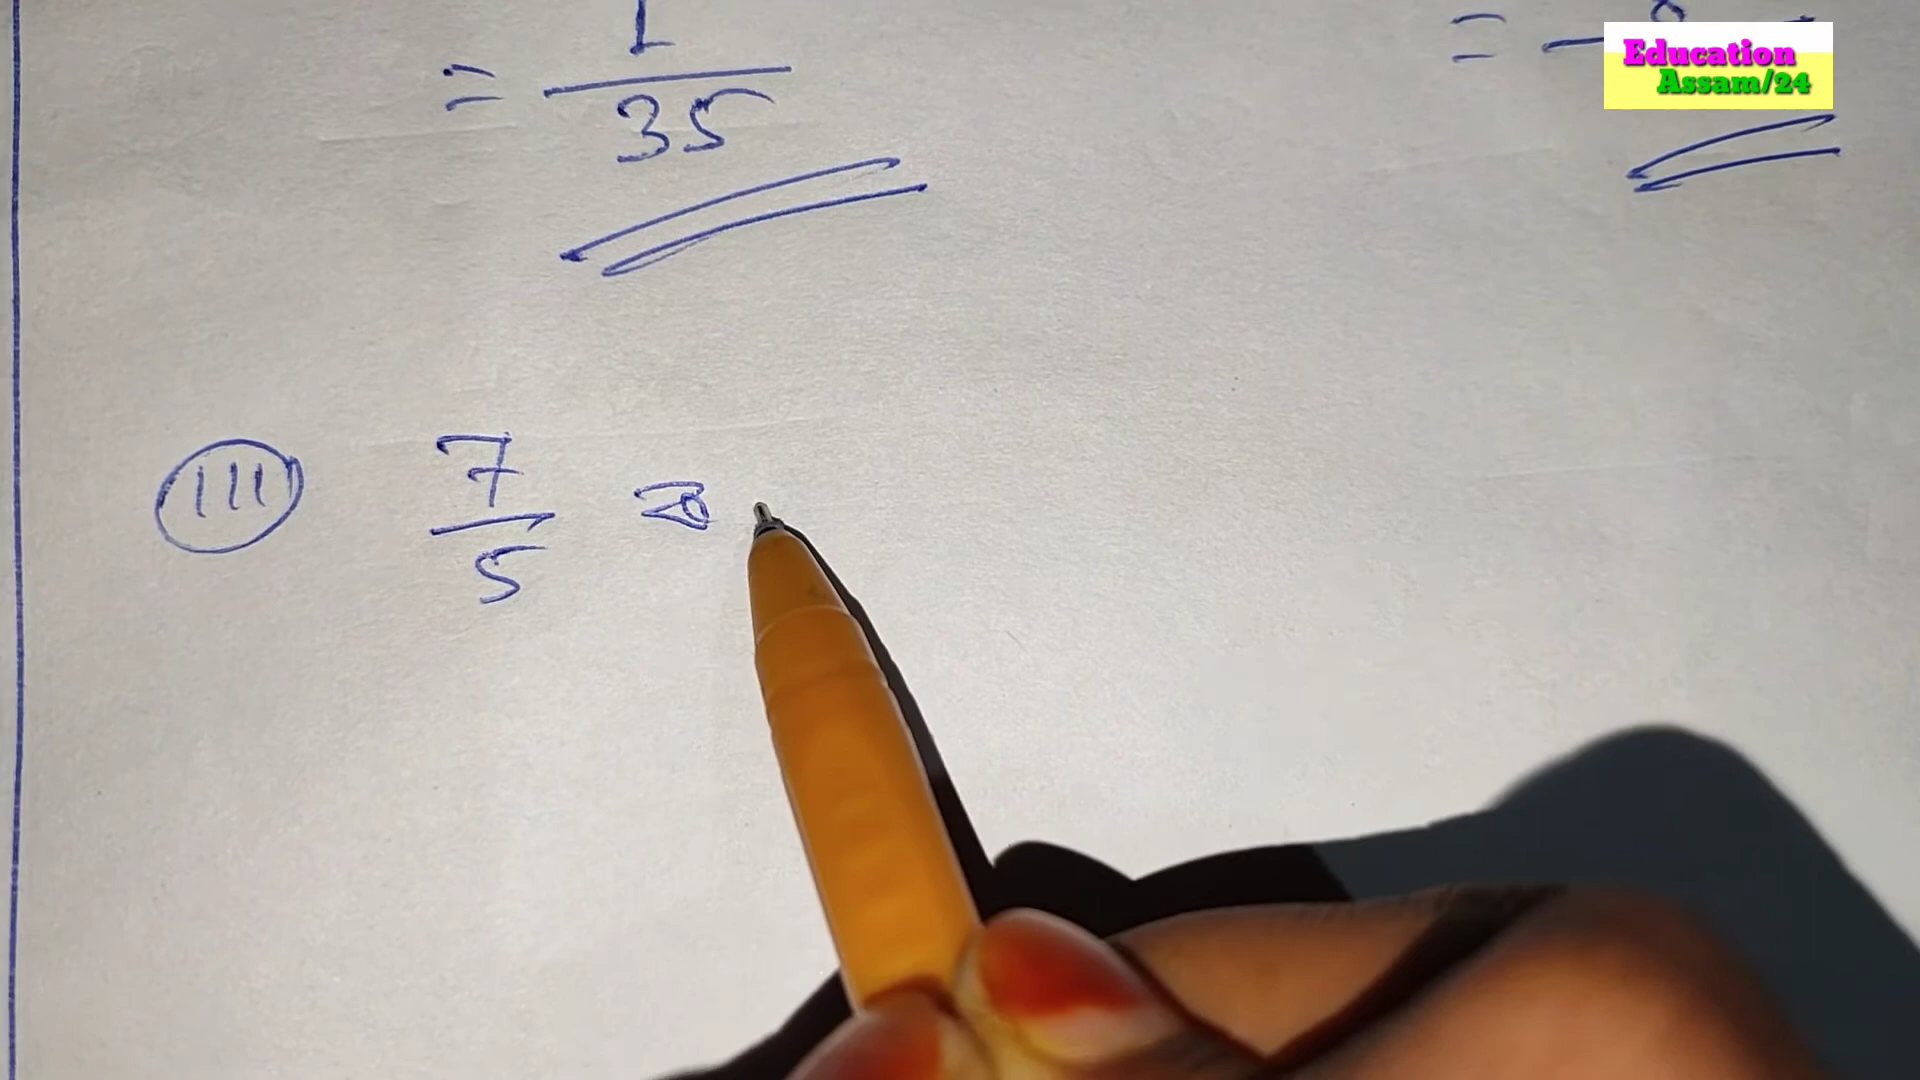 = 1/35
=
Education
Assam/24
(III) 7/5